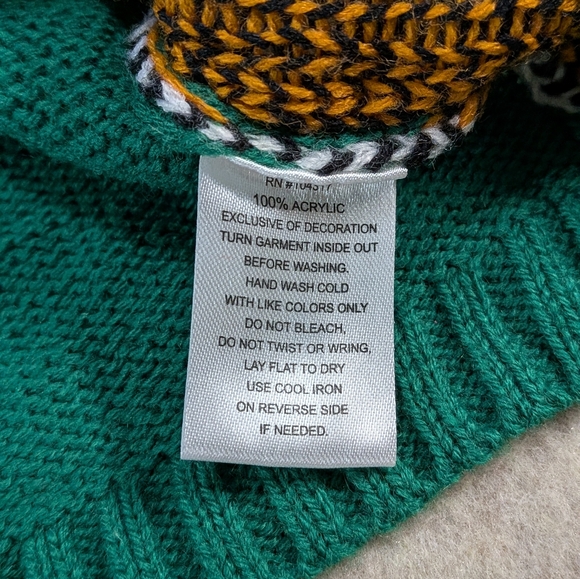 RN #104317
100% ACRYLIC
EXCLUSIVE OF DECORATION
TURN GARMENT INSIDE OUT
BEFORE WASHING.
HAND WASH COLD
WITH LIKE COLORS ONLY
DO NOT BLEACH,
DO NOT TWIST OR WRING,
LAY FLAT TO DRY
USE COOL IRON
ON REVERSE SIDE
IF NEEDED.